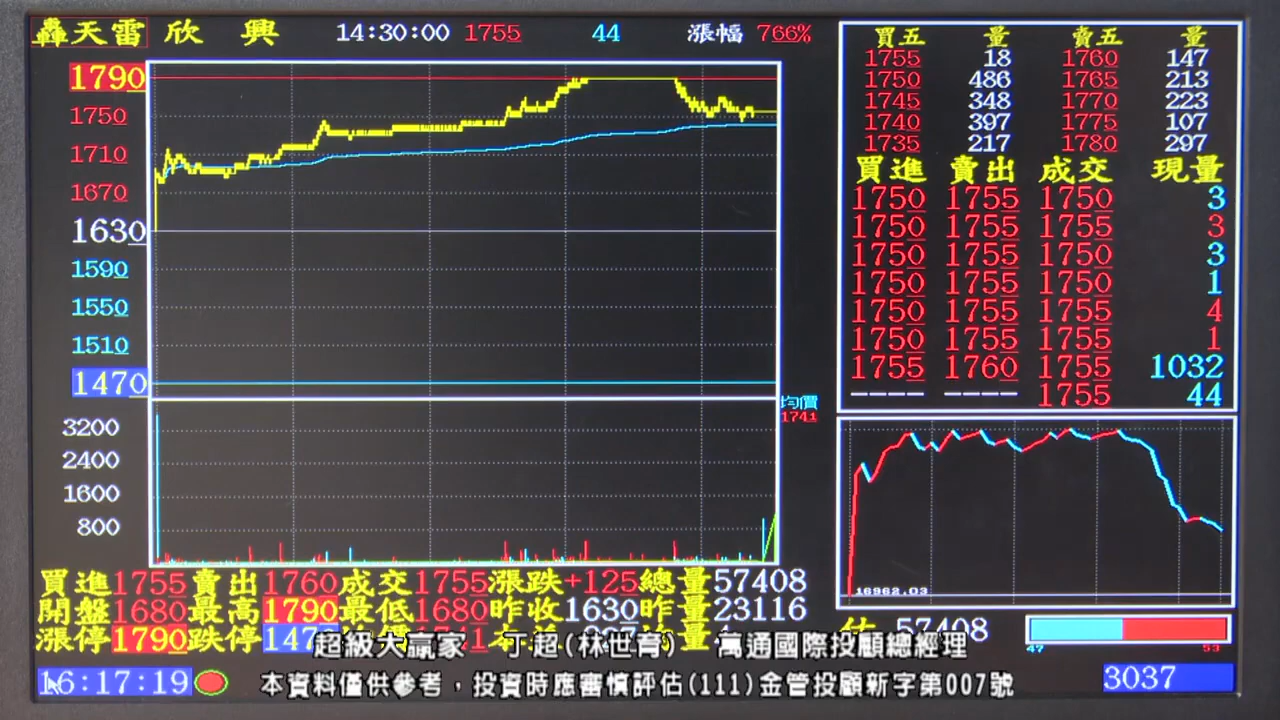 轟天雷 欣 興 14:30:00 1755 44 漲幅 766%
1790
1750
1710
1670
1630
1590
1550
1510
1470
3200
2400
1600
800
均價
1741
買五 量 賣五 量
1755 18 1760 147
1750 486 1765 213
1745 348 1770 223
1740 397 1775 107
1735 217 1780 297
買進 賣出 成交 現量
1750 1755 1750 3
1750 1755 1755 3
1750 1755 1750 3
1750 1755 1750 1
1750 1755 1755 4
1750 1755 1755 1
1755 1760 1755 1032
---- ---- 1755 44
16962.03
買進1755賣出1760成交1755漲跌+125總量57408
開盤1680最高1790最低1680昨收1630昨量23116
漲停1790跌停147
估 57408
47 53
超級大贏家 丁超(林世育) 萬通國際投顧總經理
16:17:19
本資料僅供參考，投資時應審慎評估(111)金管投顧新字第007號
3037